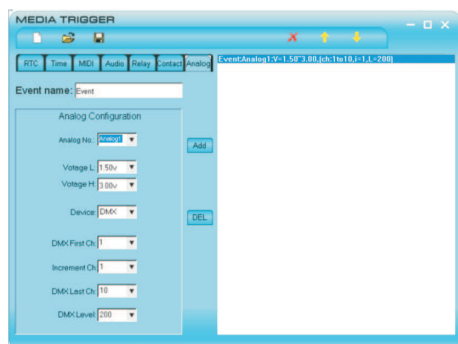 MEDIA TRIGGER
RTC Time MIDI Audio Relay Contact Analog
Event:Analog1:V=1.50~3.00,(ch:1to10,i=1,L=200)
Event name: Event
Analog Configuration
Analog No.: Analog1
Add
Votege L: 1.50v
Votege H: 3.00v
Device: DMX
DEL
DMX First Ch: 1
Increment Ch: 1
DMX Last Ch: 10
DMX Level: 200